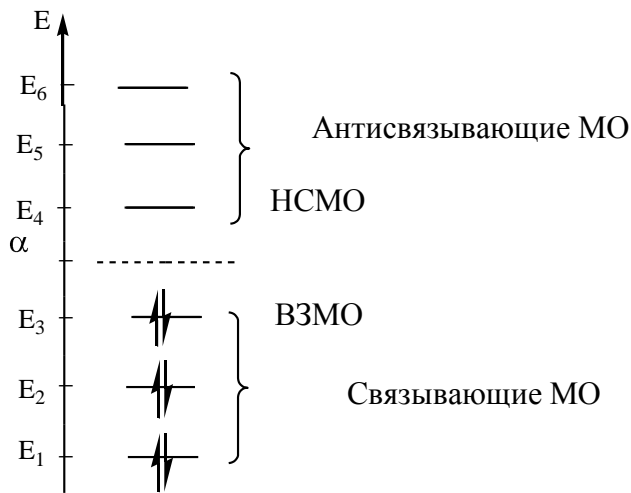 E
E6
Антисвязывающие МО
E5
E4
НСМО
α
E3
ВЗМО
E2
Связывающие МО
E1